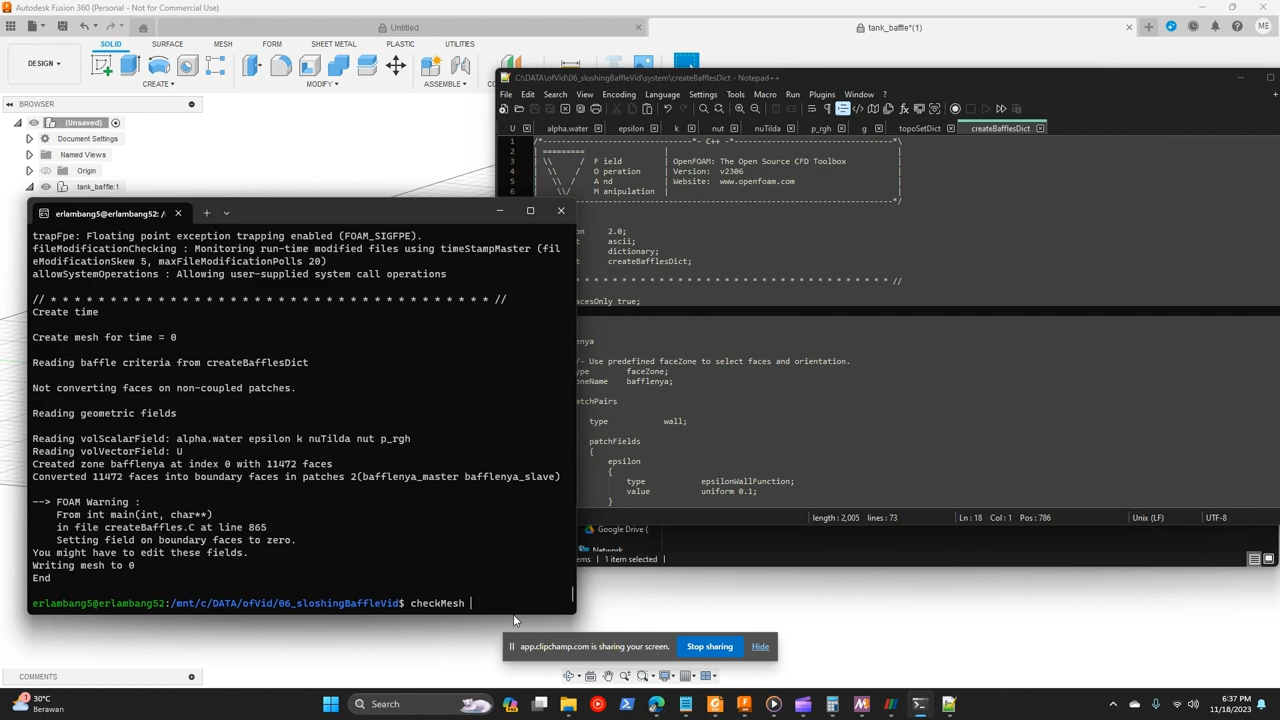 Autodesk Fusion 360 (Personal - Not for Commercial Use)
Untitled
tank_baffle*(1)
ME
SOLID SURFACE MESH FORM SHEET METAL PLASTIC UTILITIES
DESIGN
CREATE MODIFY ASSEMBLE
BROWSER
(Unsaved)
Document Settings
Named Views
Origin
tank_baffle:1
C:\DATA\ofVid\06_sloshingBaffleVid\system\createBafflesDict - Notepad++
File Edit Search View Encoding Language Settings Tools Macro Run Plugins Window ?
U alpha.water epsilon k nut nuTilda p_rgh g topoSetDict createBafflesDict
1 /*--------------------------------*- C++ -*----------------------------------*\
2 ========= |
3 \\ / F ield | OpenFOAM: The Open Source CFD Toolbox
4 \\ / O peration | Version: v2306
5 \\ / A nd | Website: www.openfoam.com
6 \\/ M anipulation |
on 2.0;
ascii;
dictionary;
createBafflesDict;
* * * * * * * * * * * * * * * * * * * * * * * * * * //
acesOnly true;
enya
/- Use predefined faceZone to select faces and orientation.
ype faceZone;
oneName bafflenya;
atchPairs
type wall;
patchFields
{
epsilon
{
type epsilonWallFunction;
value uniform 0.1;
}
length : 2,005 lines : 73 Ln : 18 Col : 1 Pos : 786 Unix (LF) UTF-8
Google Drive (
Network
ems 1 item selected
erlambang5@erlambang52: /
trapFpe: Floating point exception trapping enabled (FOAM_SIGFPE).
fileModificationChecking : Monitoring run-time modified files using timeStampMaster (fil
eModificationSkew 5, maxFileModificationPolls 20)
allowSystemOperations : Allowing user-supplied system call operations
// * * * * * * * * * * * * * * * * * * * * * * * * * * * * * * * * * * * * * //
Create time
Create mesh for time = 0
Reading baffle criteria from createBafflesDict
Not converting faces on non-coupled patches.
Reading geometric fields
Reading volScalarField: alpha.water epsilon k nuTilda nut p_rgh
Reading volVectorField: U
Created zone bafflenya at index 0 with 11472 faces
Converted 11472 faces into boundary faces in patches 2(bafflenya_master bafflenya_slave)
--> FOAM Warning :
From int main(int, char**)
in file createBaffles.C at line 865
Setting field on boundary faces to zero.
You might have to edit these fields.
Writing mesh to 0
End
erlambang5@erlambang52:/mnt/c/DATA/ofVid/06_sloshingBaffleVid$ checkMesh
app.clipchamp.com is sharing your screen. Stop sharing Hide
COMMENTS
30°C
Berawan
Search
6:37 PM
11/18/2023